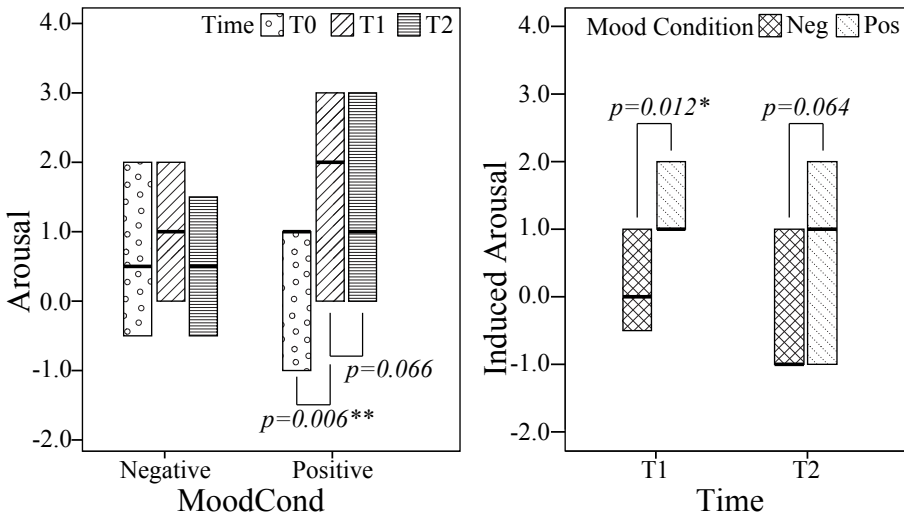 Time T0 T1 T2
4.0
3.0
2.0
1.0
0.0
-1.0
-2.0
Arousal
p=0.066
p=0.006**
Negative Positive
MoodCond
Mood Condition Neg Pos
4.0
3.0
2.0
1.0
0.0
-1.0
-2.0
Induced Arousal
p=0.012* p=0.064
T1 T2
Time